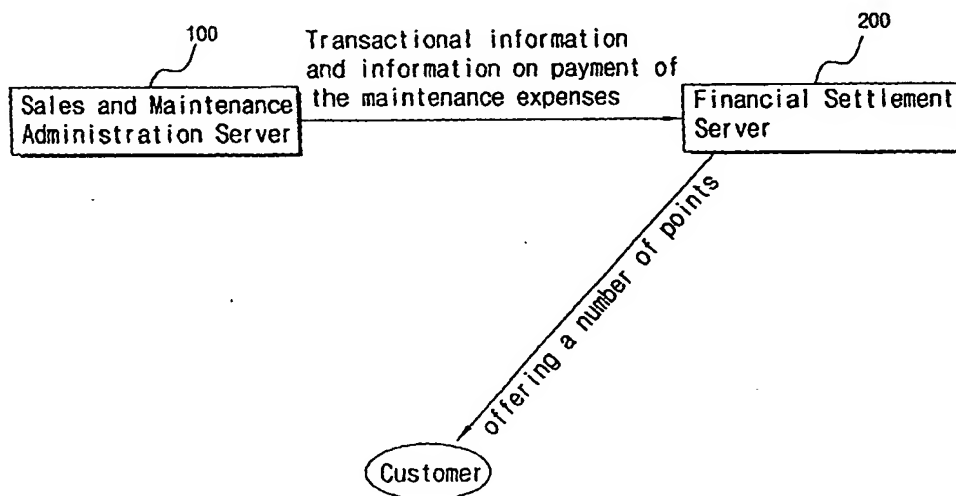 100
Transactional information
and information on payment of
the maintenance expenses
200
Sales and Maintenance
Administration Server
Financial Settlement
Server
offering a number of points
Customer